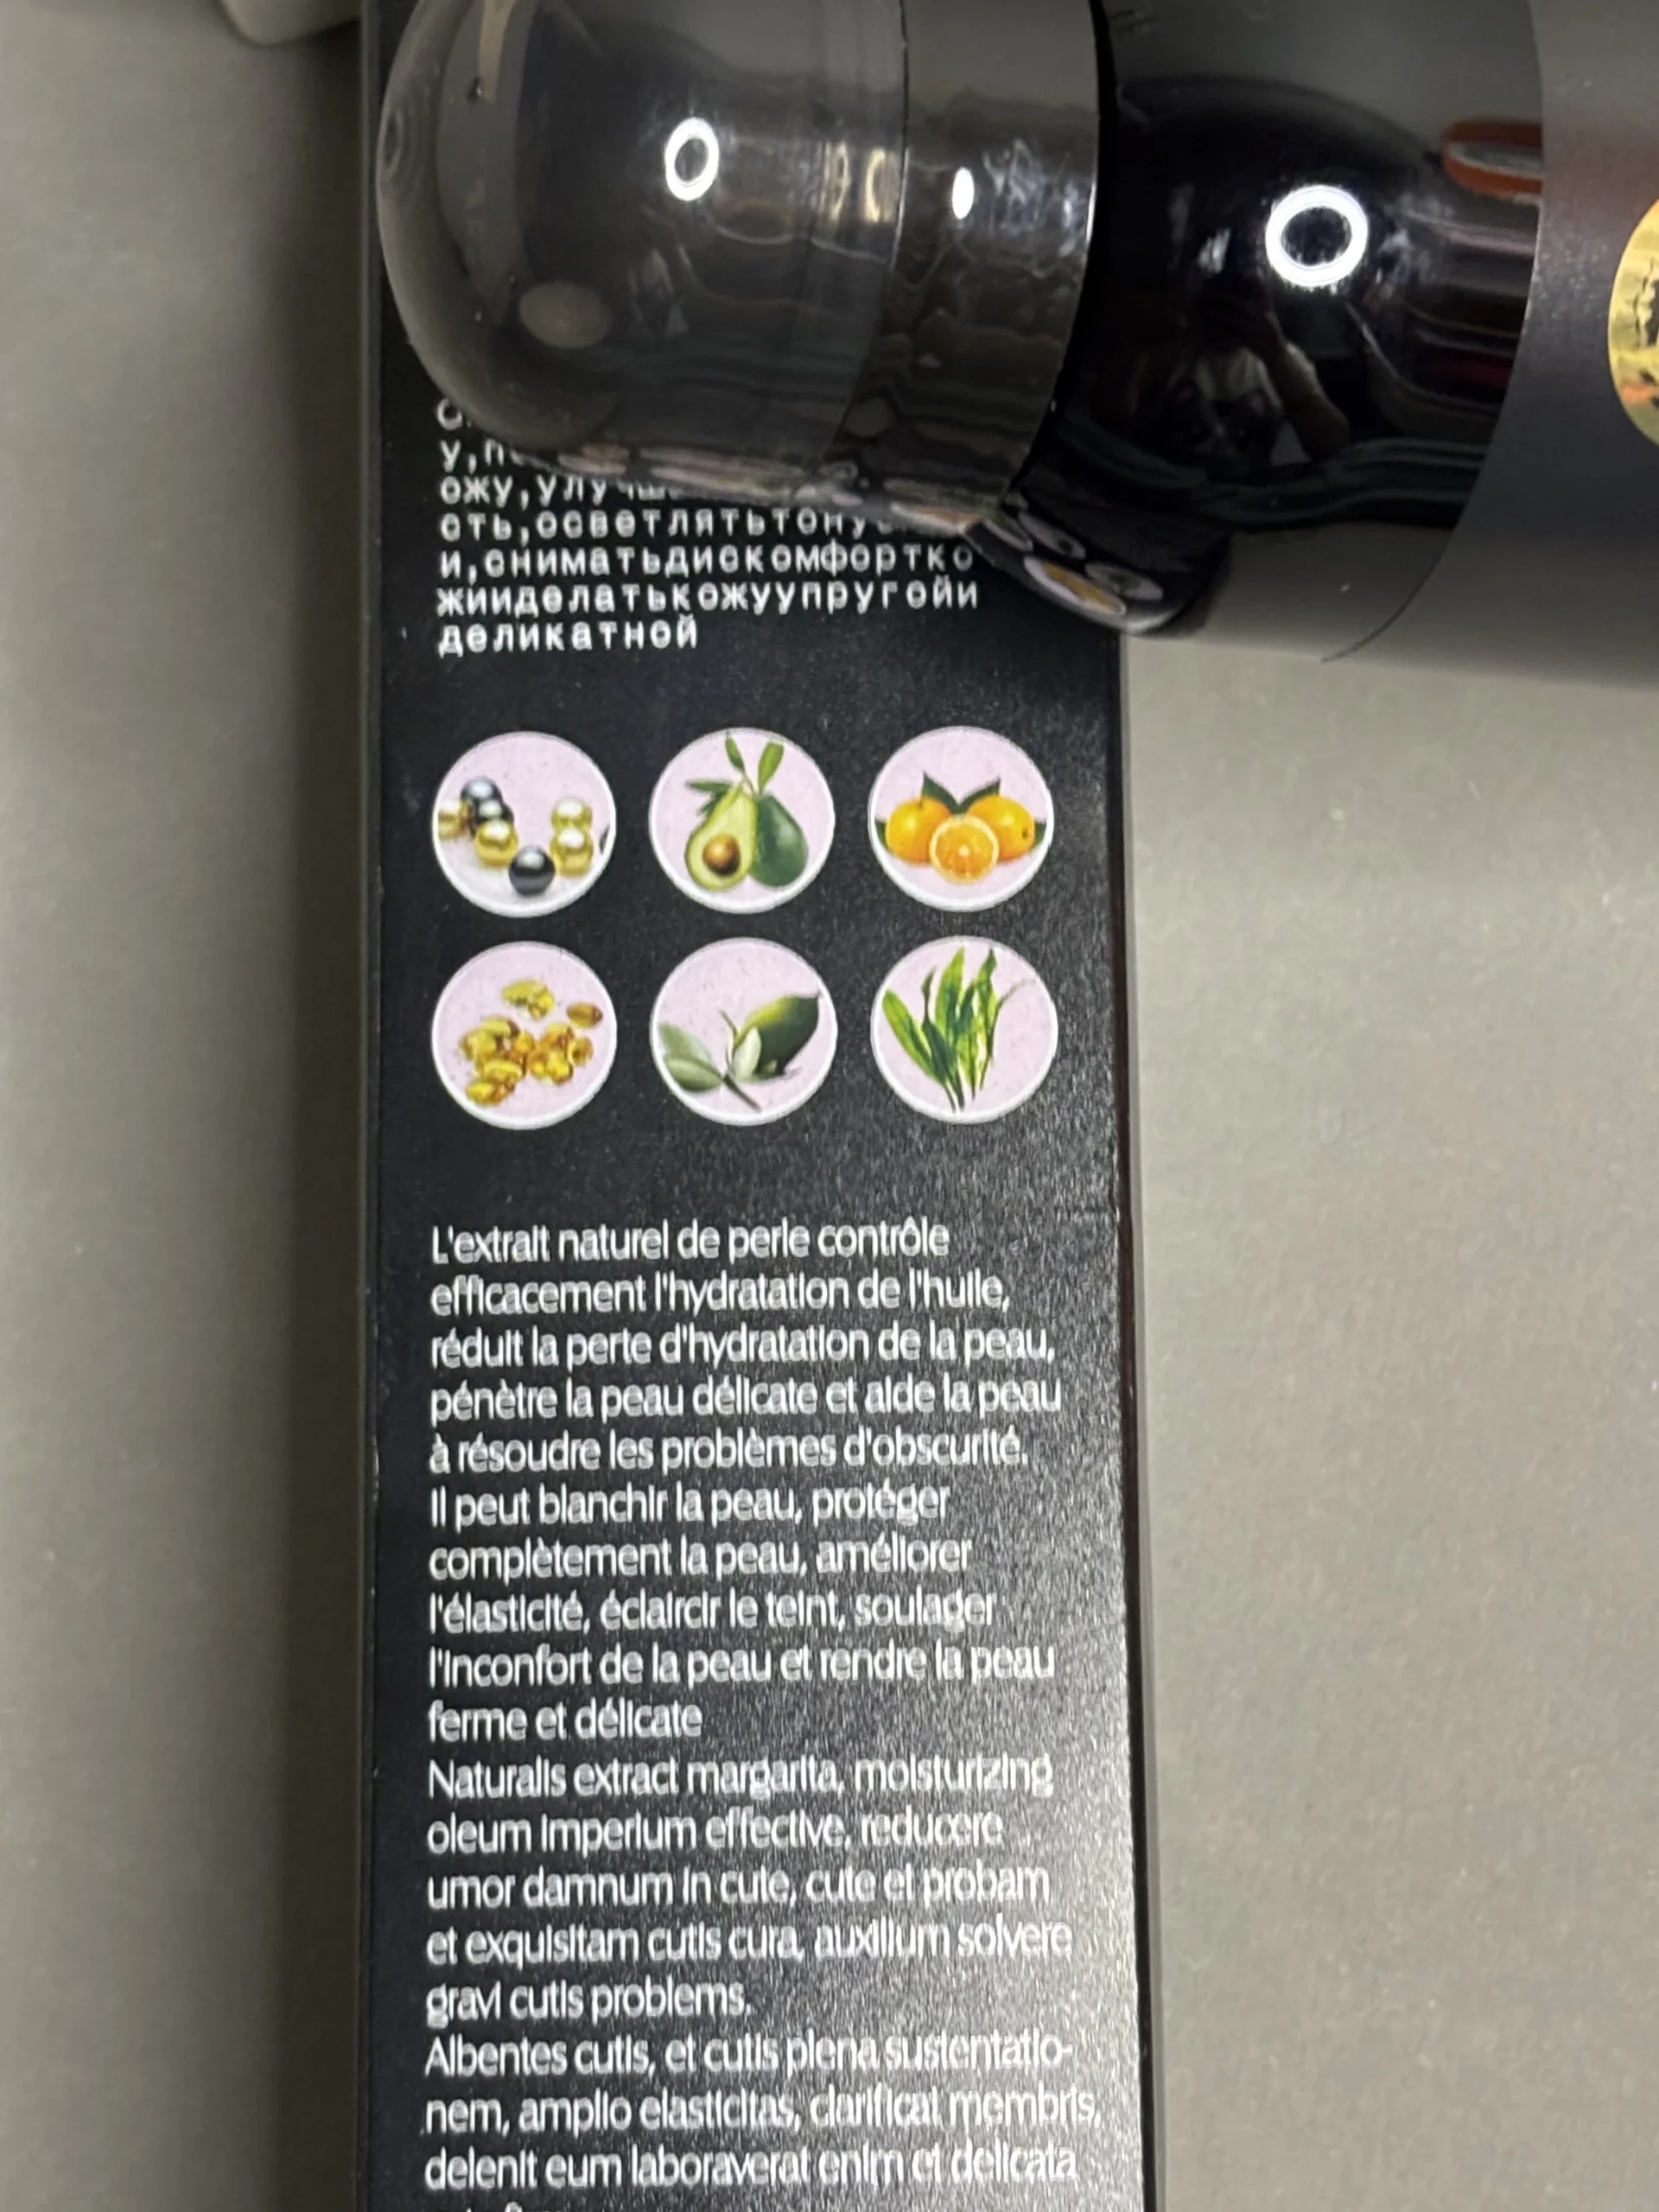 ожу,улучш
сть,осветлятьтону
и,сниматьдискомфортко
жииделатькожуупругойи
деликатной
L'extrait naturel de perle contrôle
efficacement l'hydratation de l'huile,
réduit la perte d'hydratation de la peau,
pénètre la peau délicate et aide la peau
à résoudre les problèmes d'obscurité.
Il peut blanchir la peau, protéger
complètement la peau, améliorer
l'élasticité, éclaircir le teint, soulager
l'inconfort de la peau et rendre la peau
ferme et délicate
Naturalis extract margarita, moisturizing
oleum imperium effective, reducere
umor damnum in cute, cute et probam
et exquisitam cutis cura, auxilium solvere
gravi cutis problems.
Albentes cutis, et cutis plena sustentatio-
nem, amplio elasticitas, clarificat membris,
delenit eum laboraverat enim et delicata